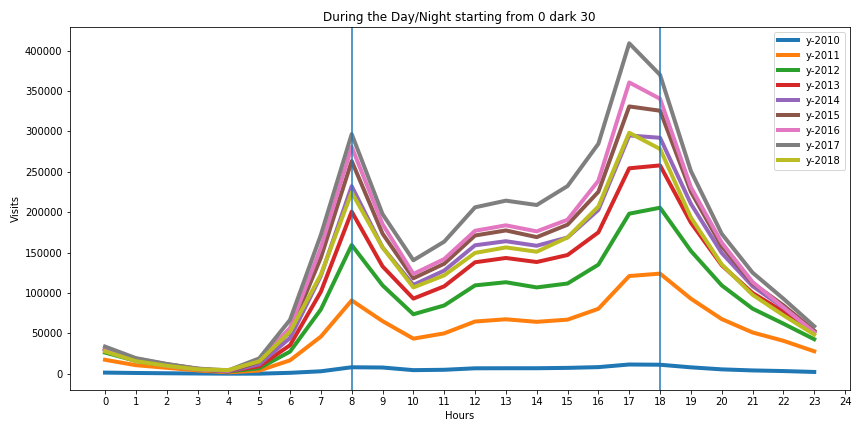 During the Day/Night starting from 0 dark 30
400000
350000
300000
250000
200000
150000
100000
50000
0
Visits
y-2010
y-2011
y-2012
y-2013
y-2014
y-2015
y-2016
y-2017
y-2018
0 1 2 3 4 5 6 7 8 9 10 11 12 13 14 15 16 17 18 19 20 21 22 23 24
Hours